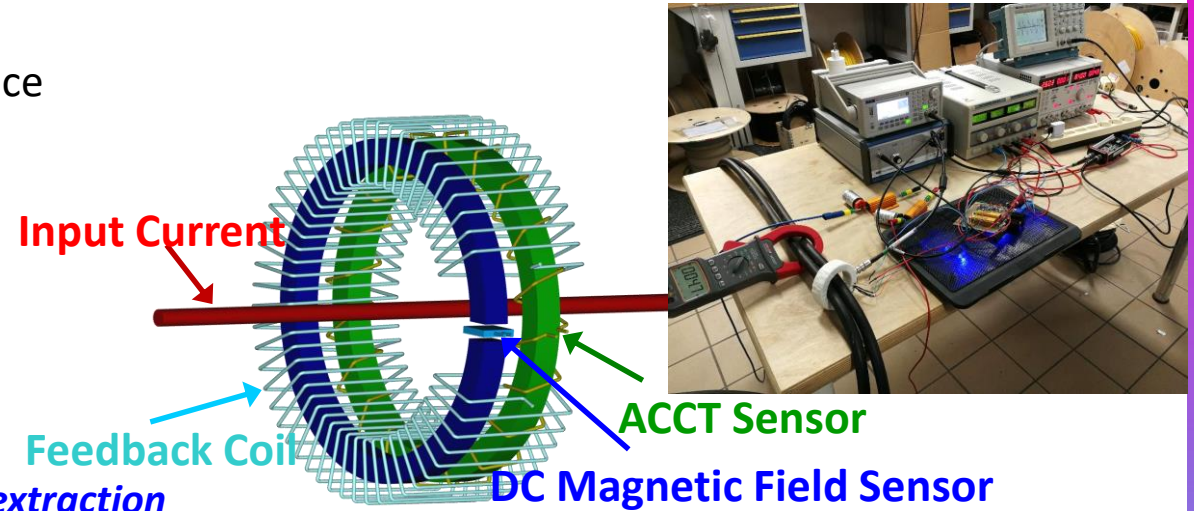 ce
Input Current
Feedback Coil
ACCT Sensor
DC Magnetic Field Sensor
extraction